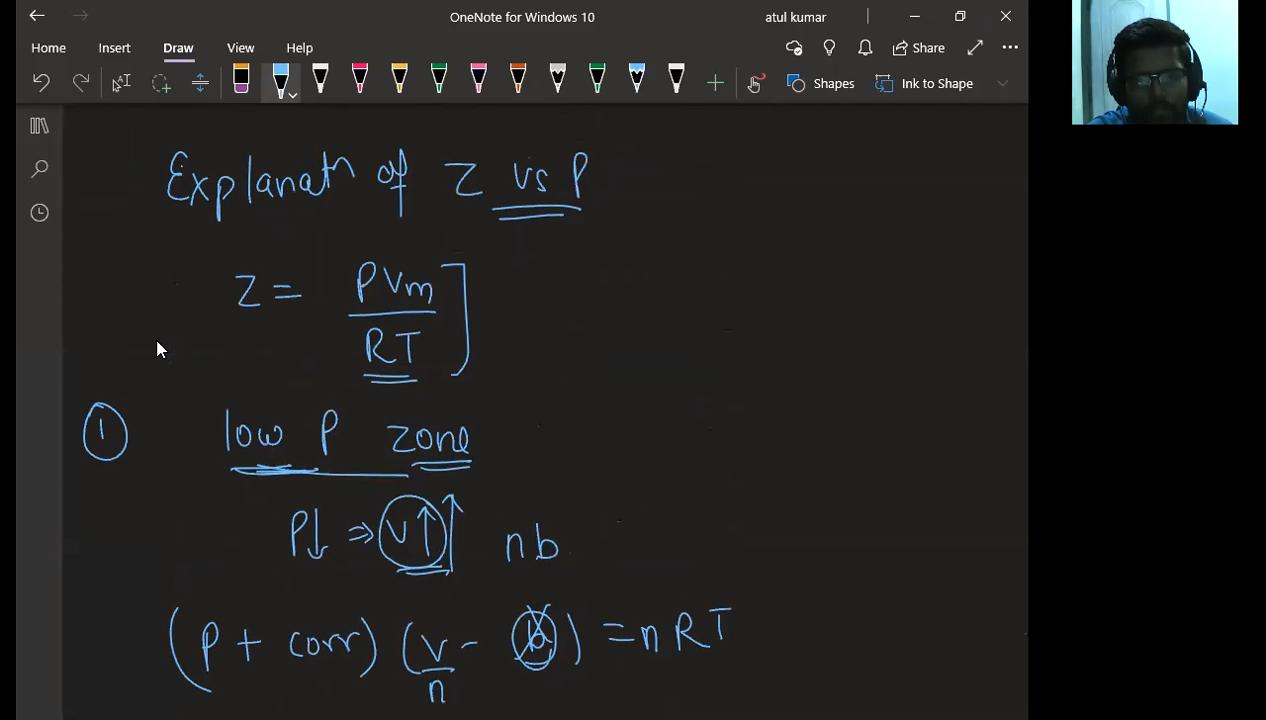 OneNote for Windows 10
atul kumar
Home Insert Draw View Help
Share
Shapes
Ink to Shape
Explanatn of Z vs P
Z = PVm / RT ]
① low P zone
P↓ ⇒ V↑↑ nb
(P + corr) (V/n - b) = nRT